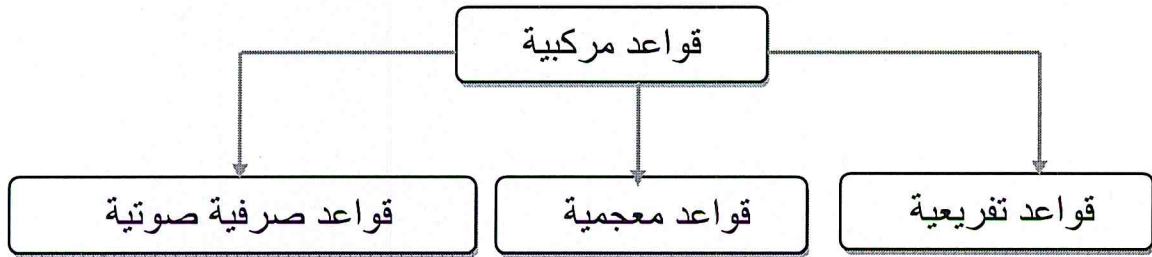 قواعد مركبية
قواعد تفريعية
قواعد معجمية
قواعد صرفية صوتية